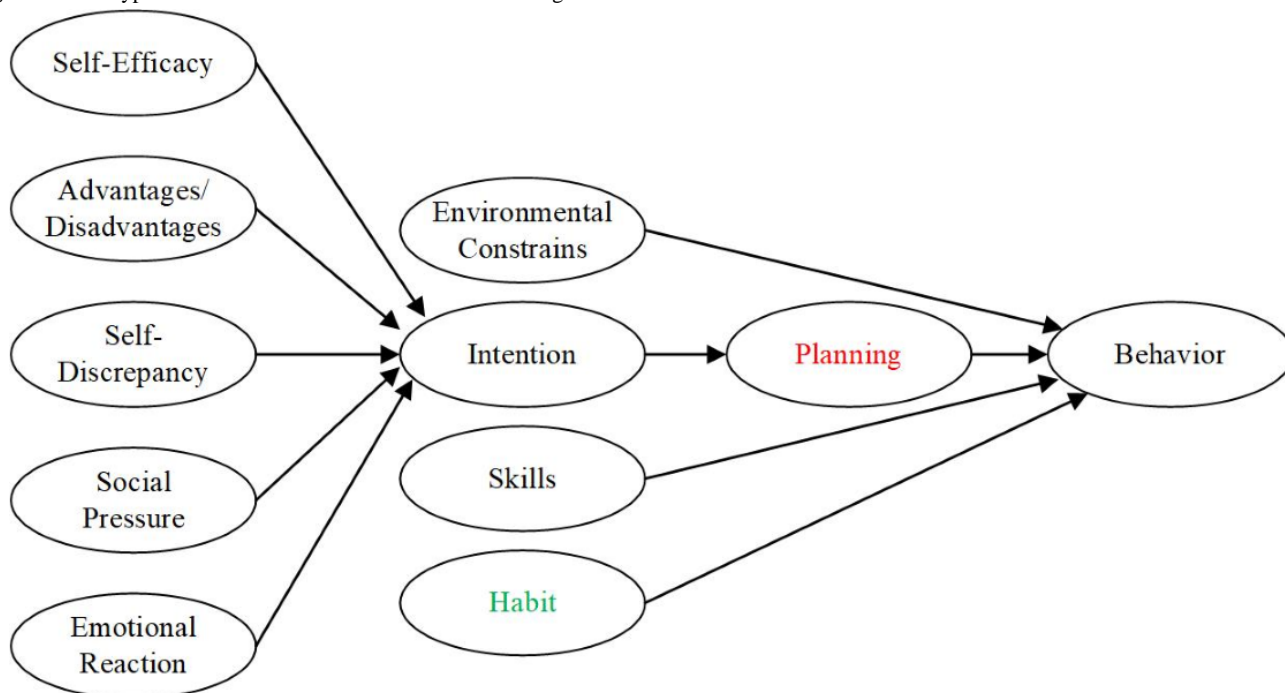 Self-Efficacy
Advantages/
Disadvantages
Self-
Discrepancy
Social
Pressure
Emotional
Reaction
Environmental
Constrains
Intention
Skills
Habit
Planning
Behavior